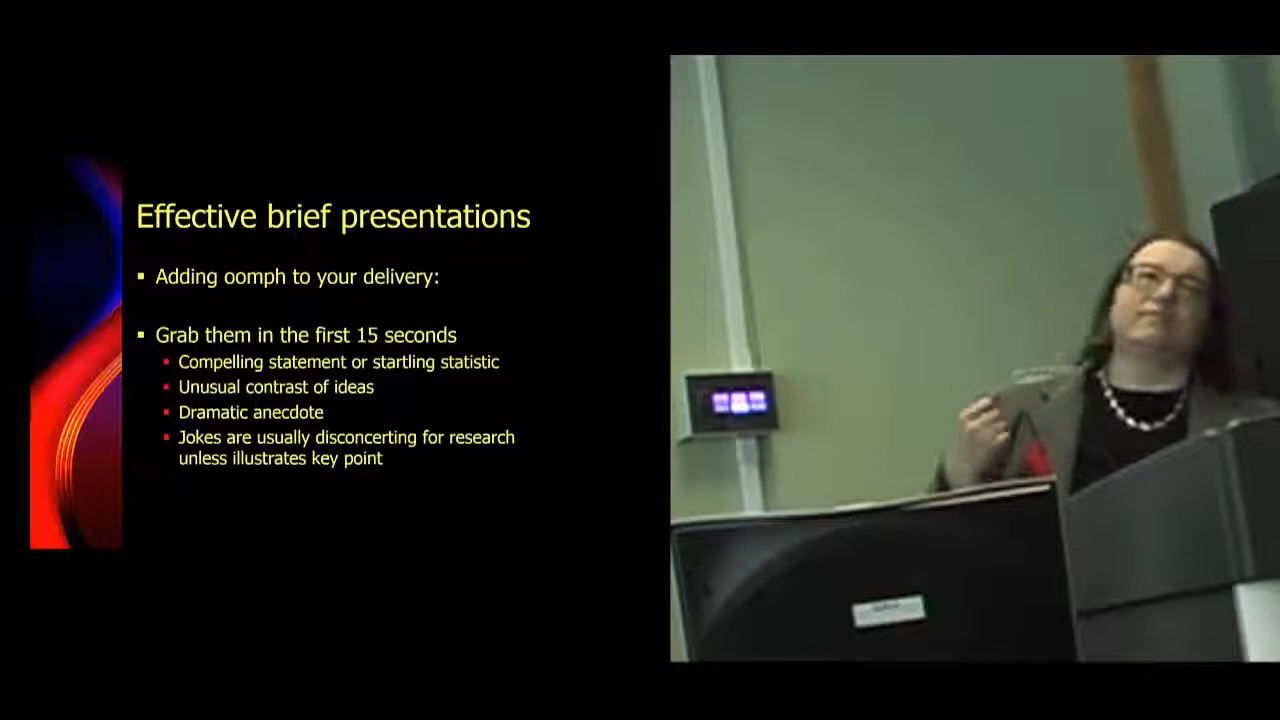 Effective brief presentations
▪ Adding oomph to your delivery:
▪ Grab them in the first 15 seconds
▪ Compelling statement or startling statistic
▪ Unusual contrast of ideas
▪ Dramatic anecdote
▪ Jokes are usually disconcerting for research
unless illustrates key point